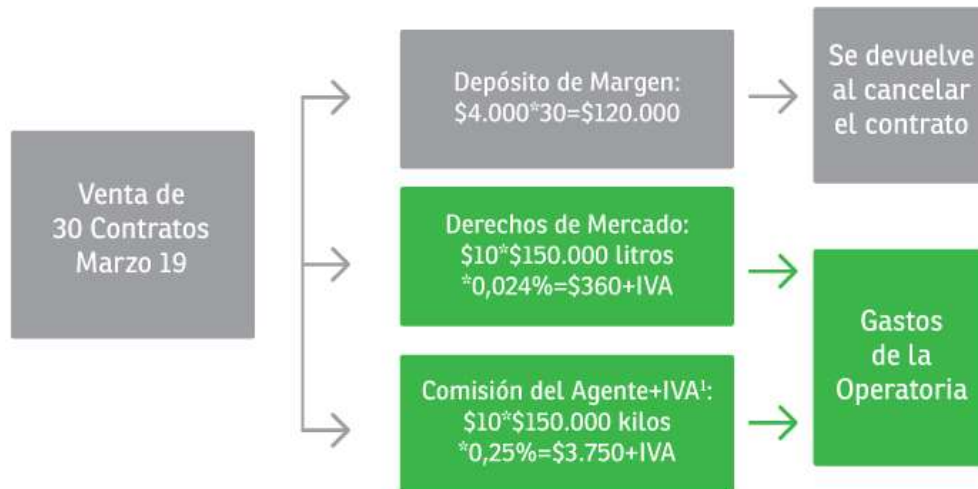 Venta de
30 Contratos
Marzo 19
Depósito de Margen:
$4.000*30=$120.000
Se devuelve
al cancelar
el contrato
Derechos de Mercado:
$10*$150.000 litros
*0,024%=$360+IVA
Comisión del Agente+IVA¹:
$10*$150.000 kilos
*0,25%=$3.750+IVA
Gastos
de la
Operatoria